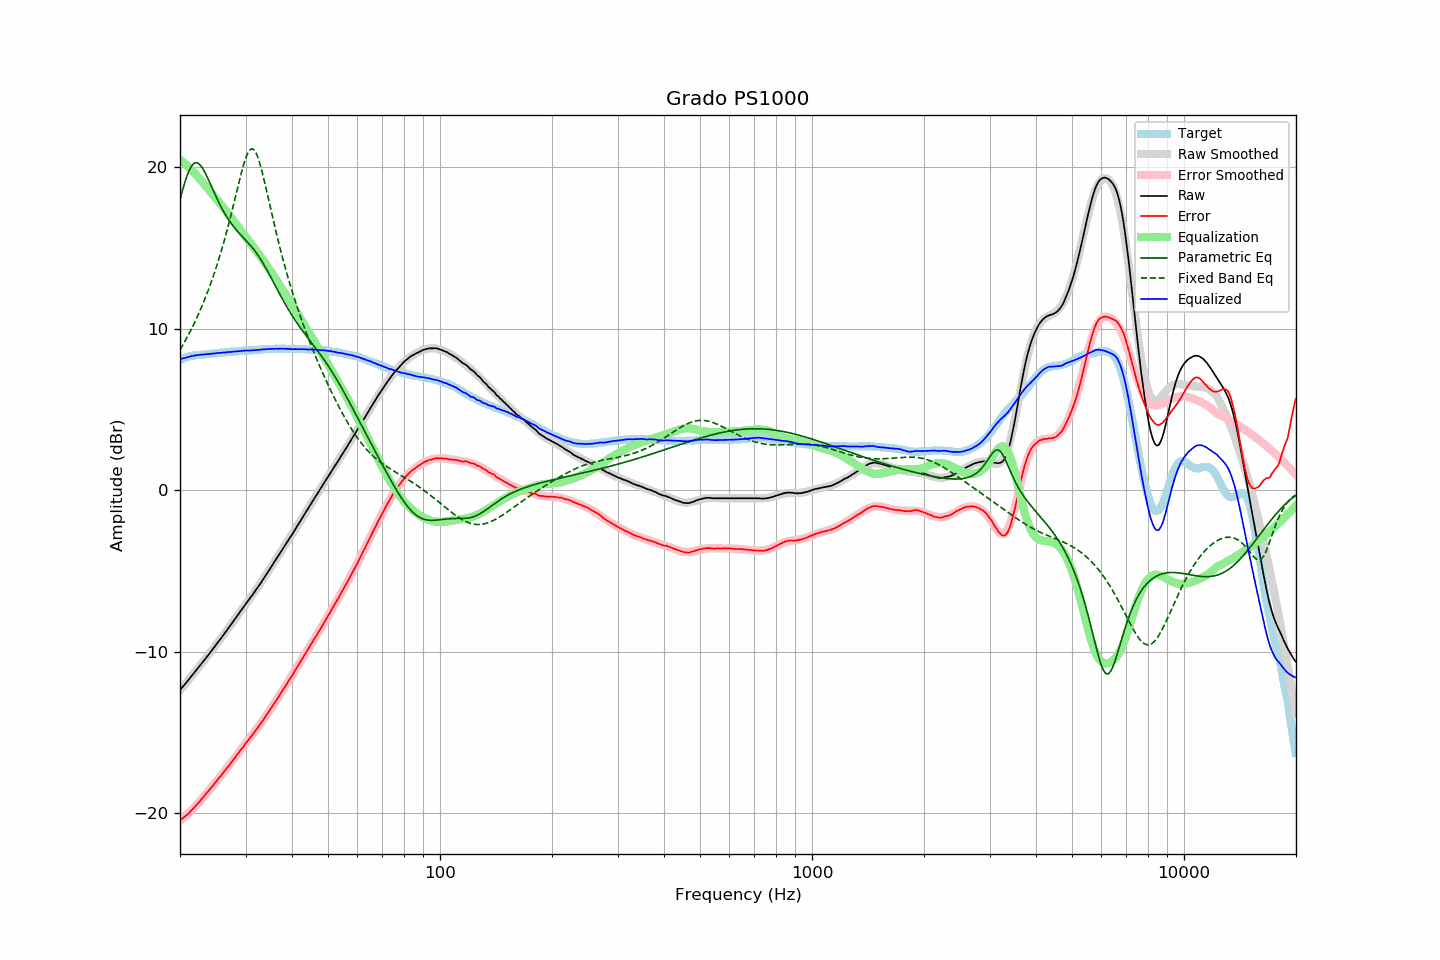 Grado PS1000
Target
Raw Smoothed
Error Smoothed
Raw
Error
Equalization
Parametric Eq
Fixed Band Eq
Equalized
20
10
0
−10
−20
Amplitude (dBr)
100
1000
10000
Frequency (Hz)